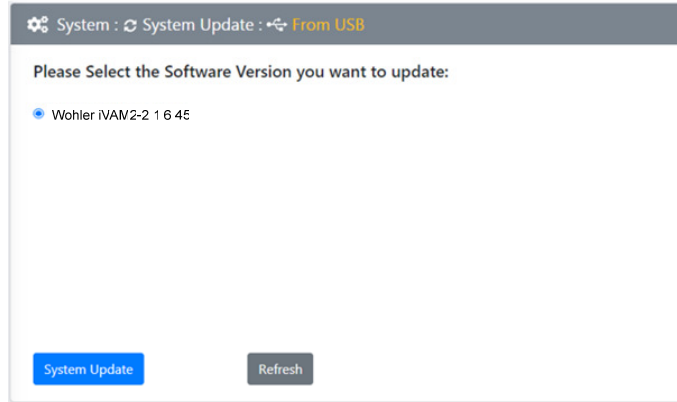 System : System Update : From USB
Please Select the Software Version you want to update:
Wohler iVAM2-2 1 6 45
System Update
Refresh